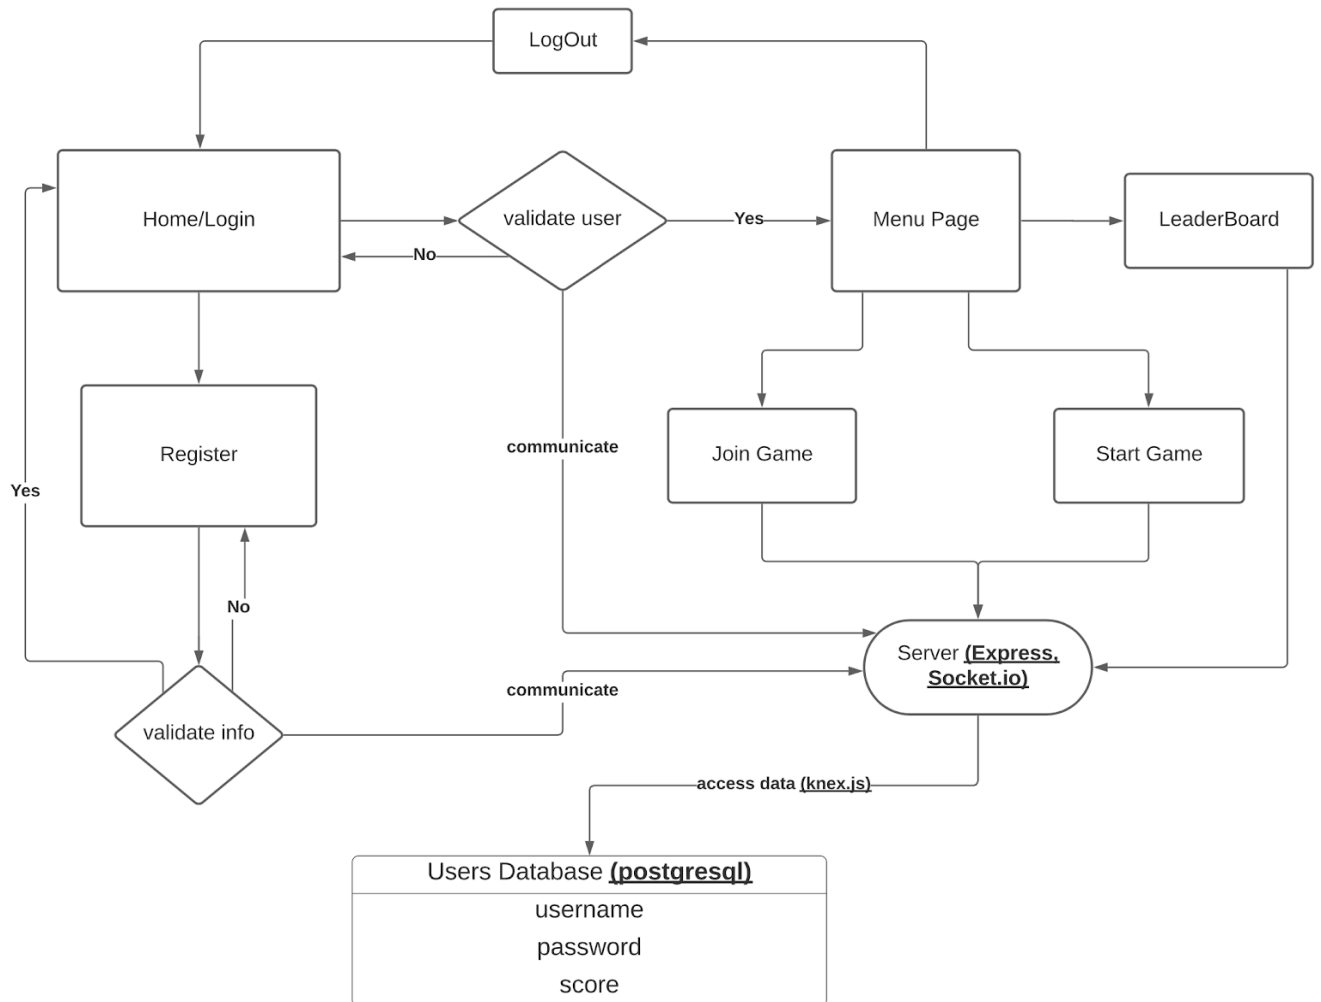 LogOut
Home/Login
validate user
Yes
Menu Page
LeaderBoard
No
communicate
Register
Join Game
Start Game
Yes
No
Server (Express,
Socket.io)
communicate
validate info
access data (knex.js)
Users Database (postgresql)
username
password
score